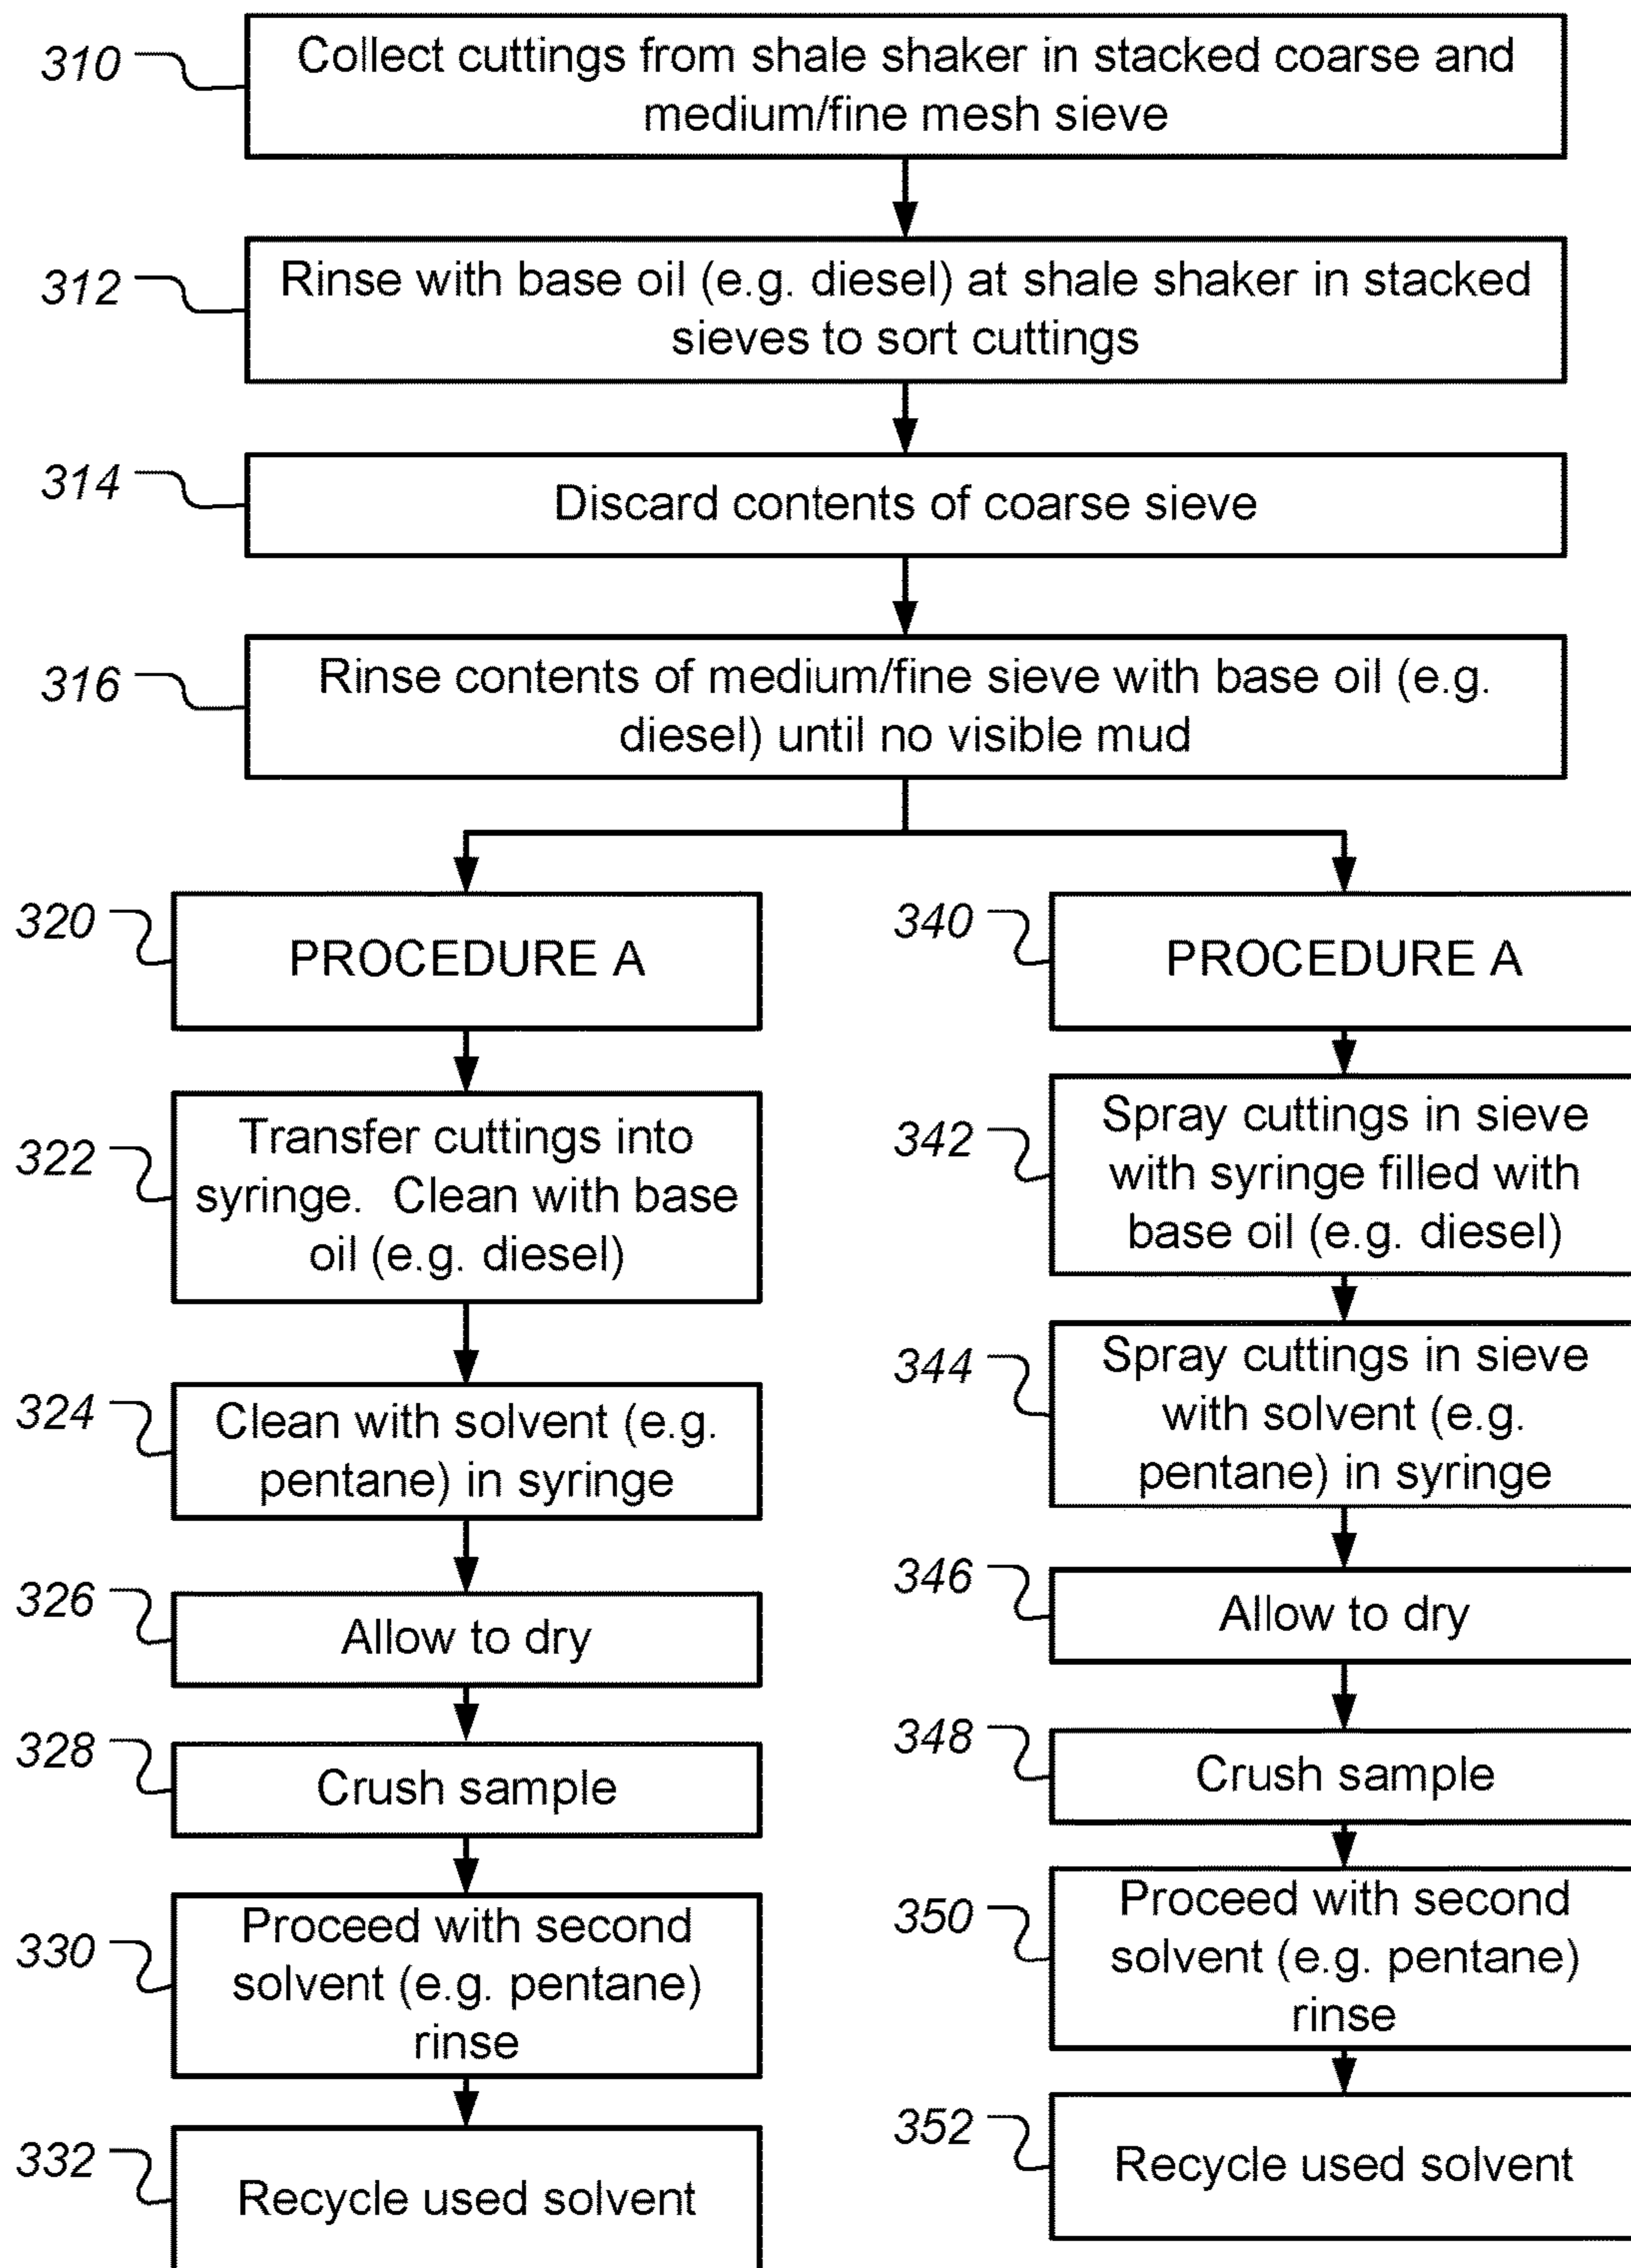 310
Collect cuttings from shale shaker in stacked coarse and
medium/fine mesh sieve
312
Rinse with base oil (e.g. diesel) at shale shaker in stacked
sieves to sort cuttings
314
Discard contents of coarse sieve
316
Rinse contents of medium/fine sieve with base oil (e.g.
diesel) until no visible mud
320
PROCEDURE A
322
Transfer cuttings into
syringe. Clean with base
oil (e.g. diesel)
324
Clean with solvent (e.g.
pentane) in syringe
326
Allow to dry
328
Crush sample
330
Proceed with second
solvent (e.g. pentane)
rinse
332
Recycle used solvent
340
PROCEDURE A
342
Spray cuttings in sieve
with syringe filled with
base oil (e.g. diesel)
344
Spray cuttings in sieve
with solvent (e.g.
pentane) in syringe
346
Allow to dry
348
Crush sample
350
Proceed with second
solvent (e.g. pentane)
rinse
352
Recycle used solvent